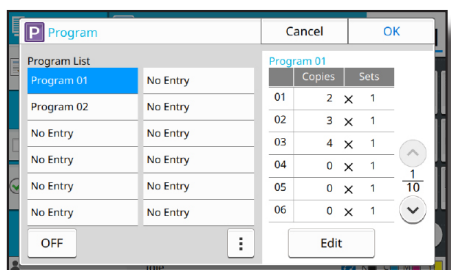 P Program
Cancel
OK
Program List
Program 01
No Entry
Program 02
No Entry
No Entry
No Entry
No Entry
No Entry
No Entry
No Entry
No Entry
No Entry
OFF
Program 01
Copies Sets
01 2 × 1
02 3 × 1
03 4 × 1
04 0 × 1
05 0 × 1
06 0 × 1
1
10
Edit